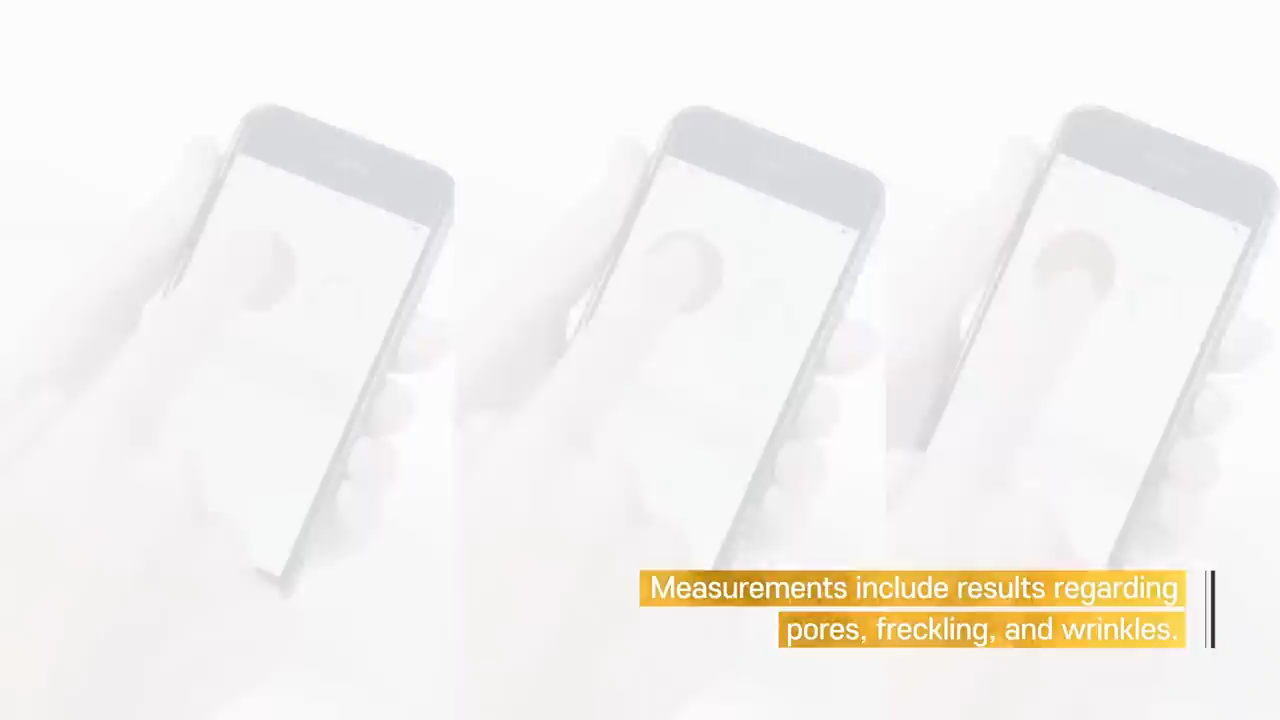 Measurements include results regarding
pores, freckling, and wrinkles.